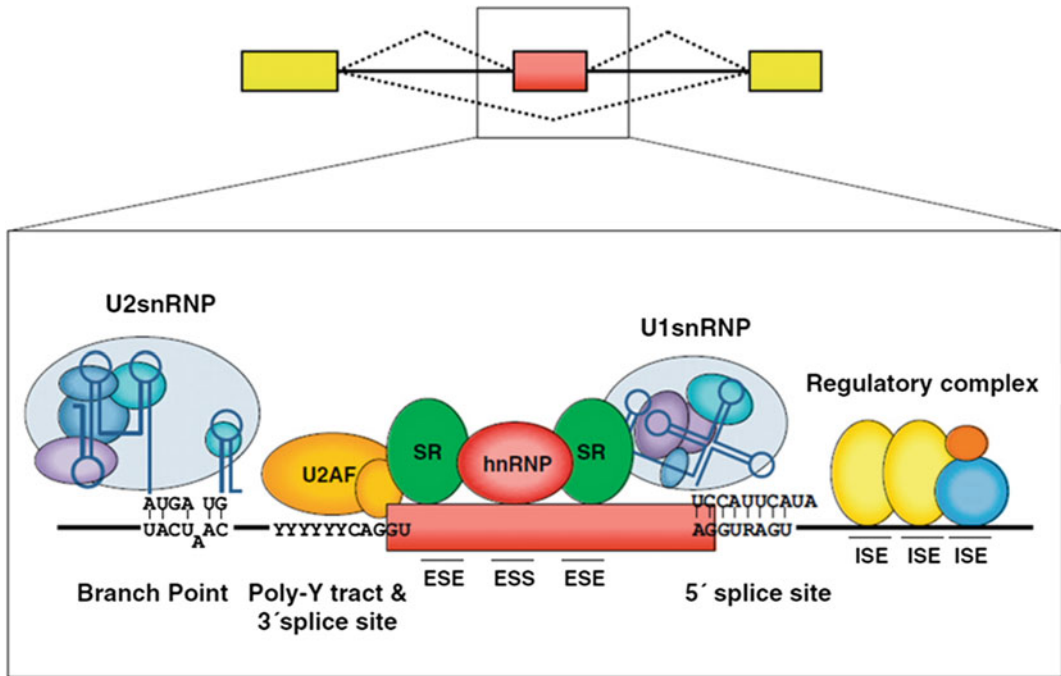 U2snRNP
U1snRNP
Regulatory complex
SR
hnRNP
SR
U2AF
AUGA UG
UACU AC
A
YYYYYYCAGGU
UCCAUUCAUA
AGGURAGU
ESE
ESS
ESE
ISE
ISE
ISE
Branch Point
Poly-Y tract &
3´splice site
5´ splice site